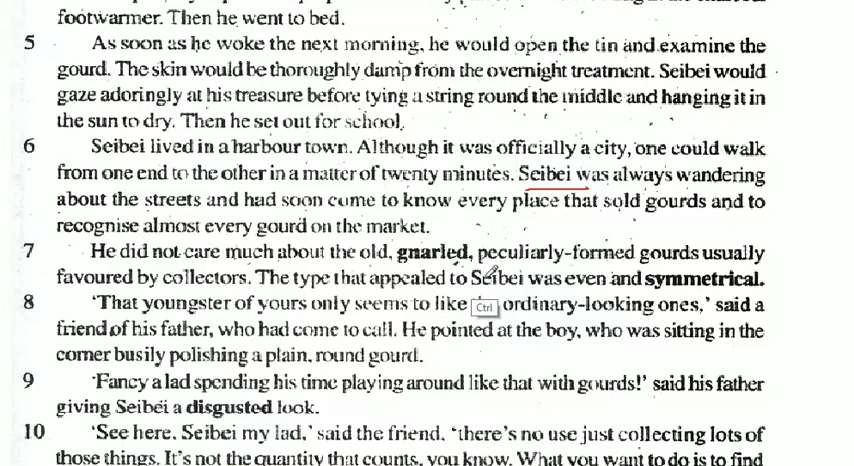 footwarmer. Then he went to bed.
5 As soon as he woke the next morning, he would open the tin and examine the
gourd. The skin would be thoroughly damp from the overnight treatment. Seibei would
gaze adoringly at his treasure before tying a string round the middle and hanging it in
the sun to dry. Then he set out for school.
6 Seibei lived in a harbour town. Although it was officially a city, one could walk
from one end to the other in a matter of twenty minutes. Seibei was always wandering
about the streets and had soon come to know every place that sold gourds and to
recognise almost every gourd on the market.
7 He did not care much about the old, gnarled, peculiarly-formed gourds usually
favoured by collectors. The type that appealed to Seibei was even and symmetrical.
8 'That youngster of yours only seems to like Ctrl ordinary-looking ones,' said a
friend of his father, who had come to call. He pointed at the boy, who was sitting in the
corner busily polishing a plain, round gourd.
9 'Fancy a lad spending his time playing around like that with gourds!' said his father
giving Seibei a disgusted look.
10 'See here, Seibei my lad,' said the friend, 'there's no use just collecting lots of
those things. It's not the quantity that counts, you know. What you want to do is to find